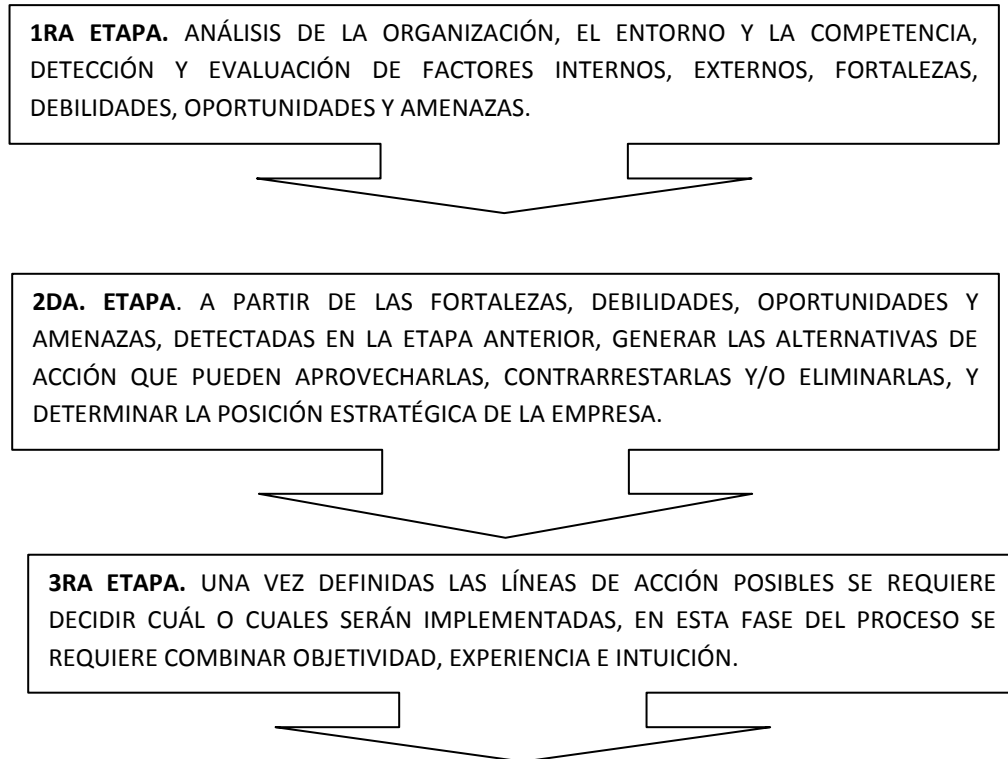 1RA ETAPA. ANÁLISIS DE LA ORGANIZACIÓN, EL ENTORNO Y LA COMPETENCIA,
DETECCIÓN Y EVALUACIÓN DE FACTORES INTERNOS, EXTERNOS, FORTALEZAS,
DEBILIDADES, OPORTUNIDADES Y AMENAZAS.
2DA. ETAPA. A PARTIR DE LAS FORTALEZAS, DEBILIDADES, OPORTUNIDADES Y
AMENAZAS, DETECTADAS EN LA ETAPA ANTERIOR, GENERAR LAS ALTERNATIVAS DE
ACCIÓN QUE PUEDEN APROVECHARLAS, CONTRARRESTARLAS Y/O ELIMINARLAS, Y
DETERMINAR LA POSICIÓN ESTRATÉGICA DE LA EMPRESA.
3RA ETAPA. UNA VEZ DEFINIDAS LAS LÍNEAS DE ACCIÓN POSIBLES SE REQUIERE
DECIDIR CUÁL O CUALES SERÁN IMPLEMENTADAS, EN ESTA FASE DEL PROCESO SE
REQUIERE COMBINAR OBJETIVIDAD, EXPERIENCIA E INTUICIÓN.